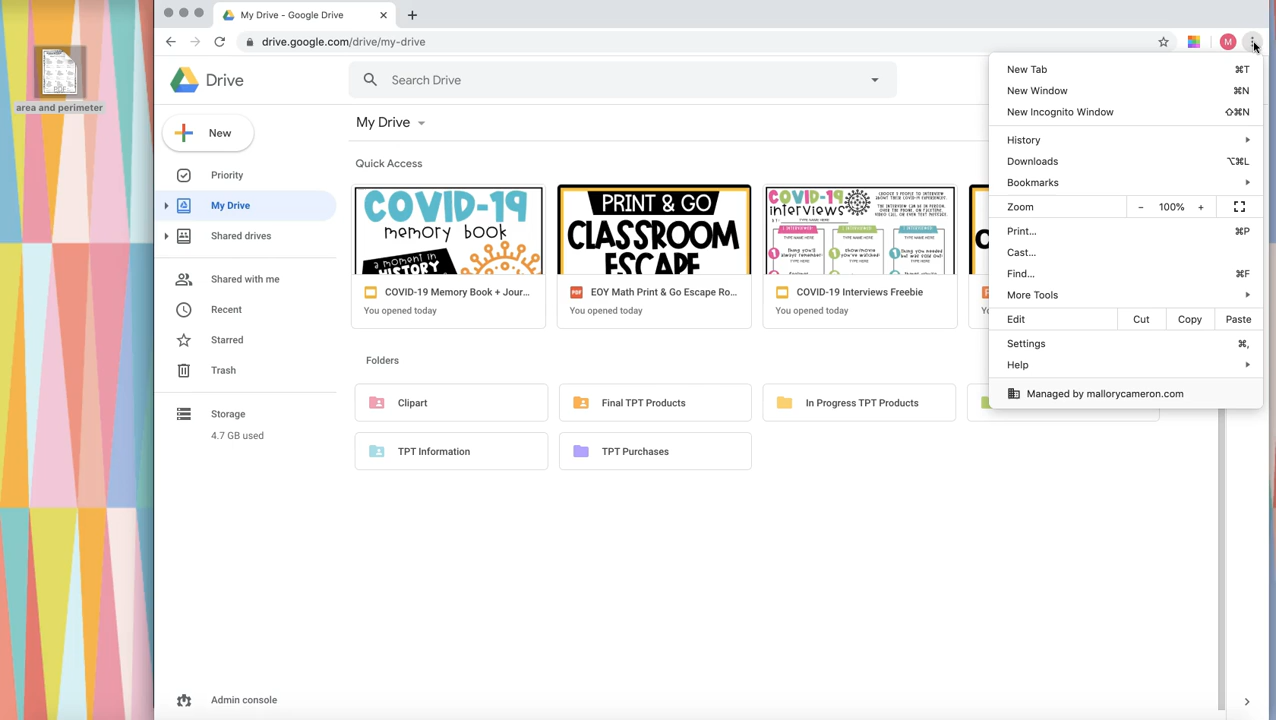 My Drive - Google Drive
drive.google.com/drive/my-drive
M
PDF
area and perimeter
Drive
Search Drive
New
My Drive
Priority
My Drive
Shared drives
Shared with me
Recent
Starred
Trash
Storage
4.7 GB used
Admin console
Quick Access
COVID-19
memory book
a moment in
HISTORY
COVID-19 Memory Book + Jour...
You opened today
PRINT & GO
CLASSROOM
ESCAPE
PDF
EOY Math Print & Go Escape Ro...
You opened today
COVID-19
interviews
TYPE NAME HERE
COVID-19 Interviews Freebie
You opened today
Folders
Clipart
Final TPT Products
In Progress TPT Products
TPT Information
TPT Purchases
New Tab ⌘T
New Window ⌘N
New Incognito Window ⇧⌘N
History
Downloads ⌥⌘L
Bookmarks
Zoom - 100% +
Print... ⌘P
Cast...
Find... ⌘F
More Tools
Edit Cut Copy Paste
Settings ⌘,
Help
Managed by mallorycameron.com